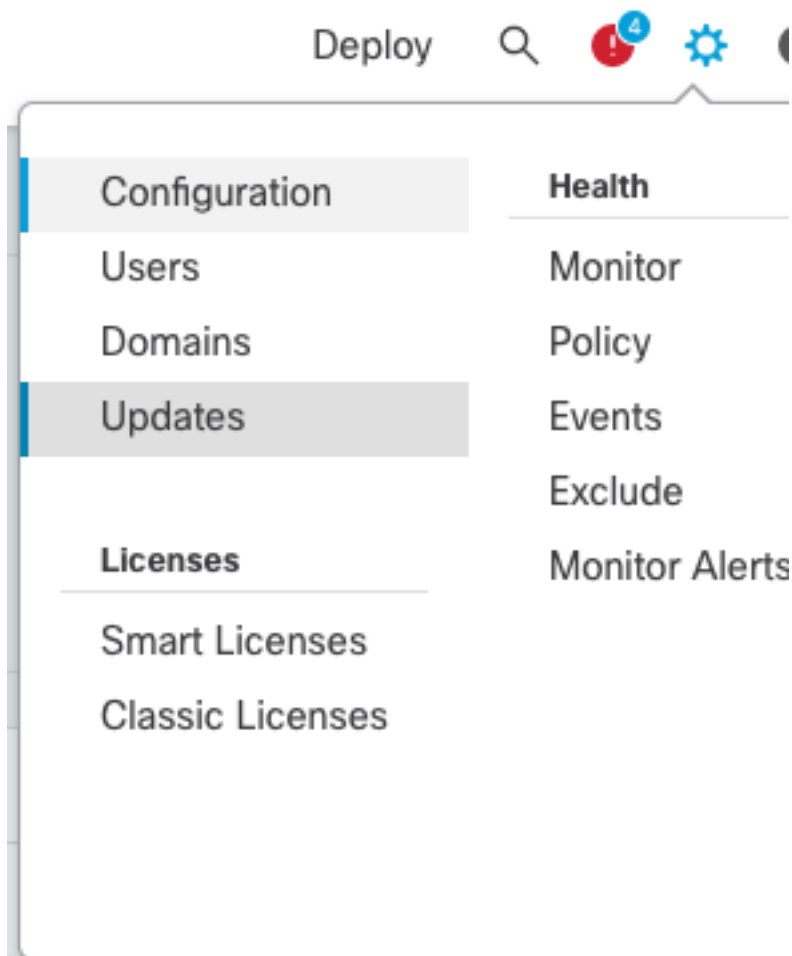 Deploy
4
Configuration
Users
Domains
Updates
Licenses
Smart Licenses
Classic Licenses
Health
Monitor
Policy
Events
Exclude
Monitor Alerts